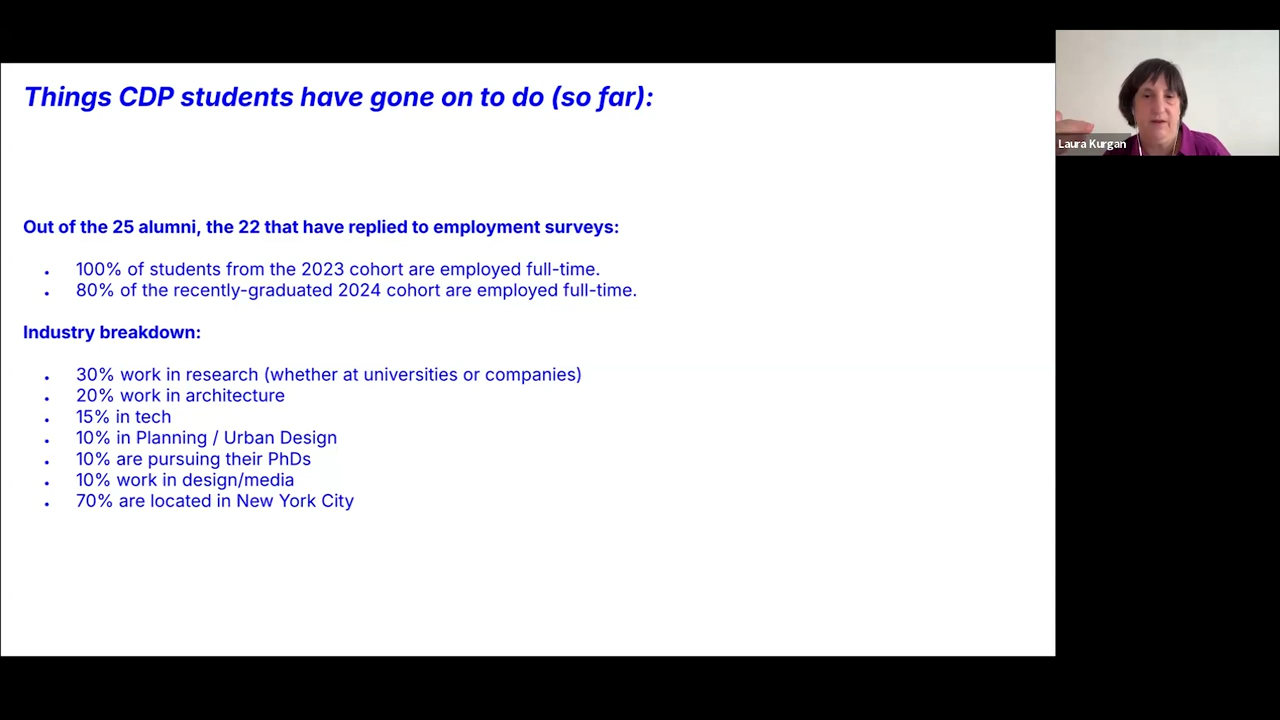 Things CDP students have gone on to do (so far):
Out of the 25 alumni, the 22 that have replied to employment surveys:
• 100% of students from the 2023 cohort are employed full-time.
• 80% of the recently-graduated 2024 cohort are employed full-time.
Industry breakdown:
• 30% work in research (whether at universities or companies)
• 20% work in architecture
• 15% in tech
• 10% in Planning / Urban Design
• 10% are pursuing their PhDs
• 10% work in design/media
• 70% are located in New York City
Laura Kurgan